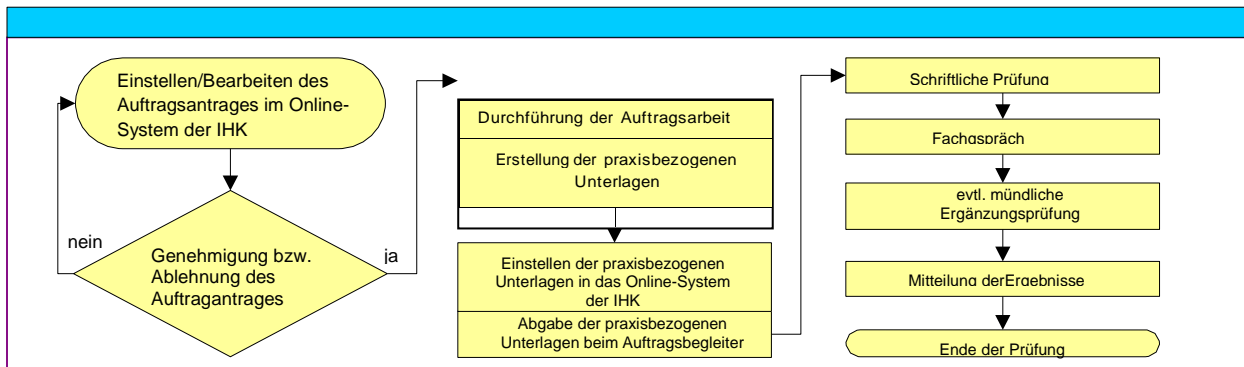 Einstellen/Bearbeiten des
Auftragsantrages im Online-
System der IHK
nein
Genehmigung bzw.
Ablehnung des
Auftragantrages
ja
Durchführung der Auftragsarbeit
Erstellung der praxisbezogenen
Unterlagen
Einstellen der praxisbezogenen
Unterlagen in das Online-System
der IHK
Abgabe der praxisbezogenen
Unterlagen beim Auftragsbegleiter
Schriftliche Prüfung
Fachgespräch
evtl. mündliche
Ergänzungsprüfung
Mitteilung derErgebnisse
Ende der Prüfung